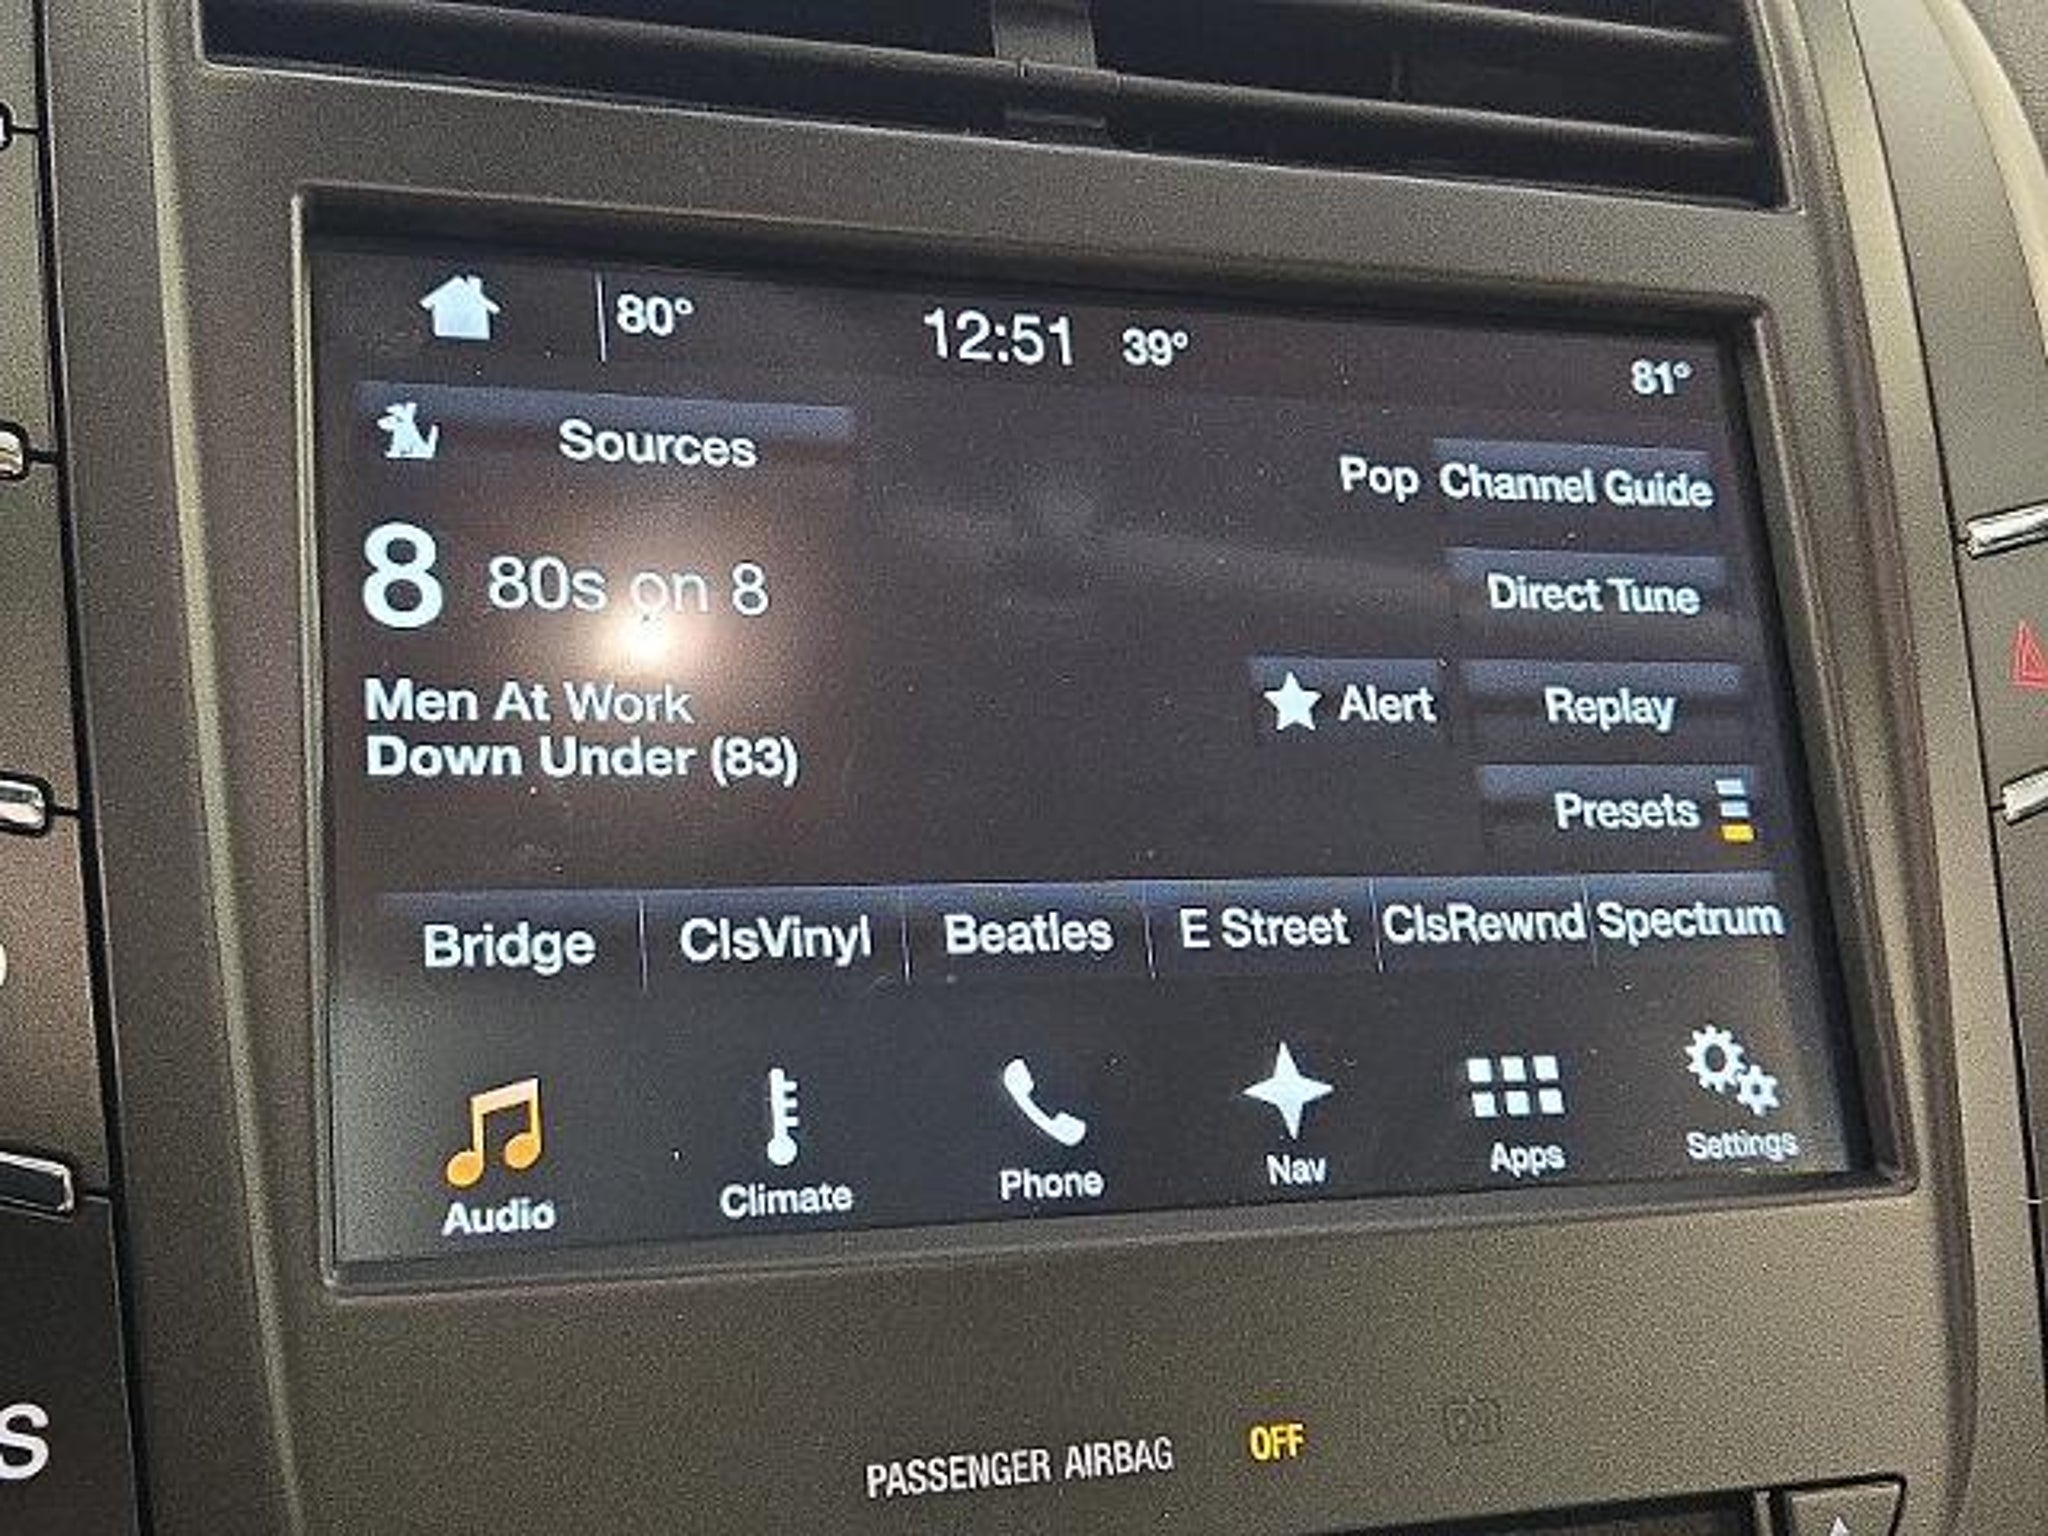 80° 12:51 39° 81°
Sources
Pop Channel Guide
8 80s on 8
Direct Tune
Men At Work
Alert Replay
Down Under (83)
Presets
Bridge ClsVinyl Beatles E Street ClsRewnd Spectrum
Audio Climate Phone Nav Apps Settings
PASSENGER AIRBAG OFF
S